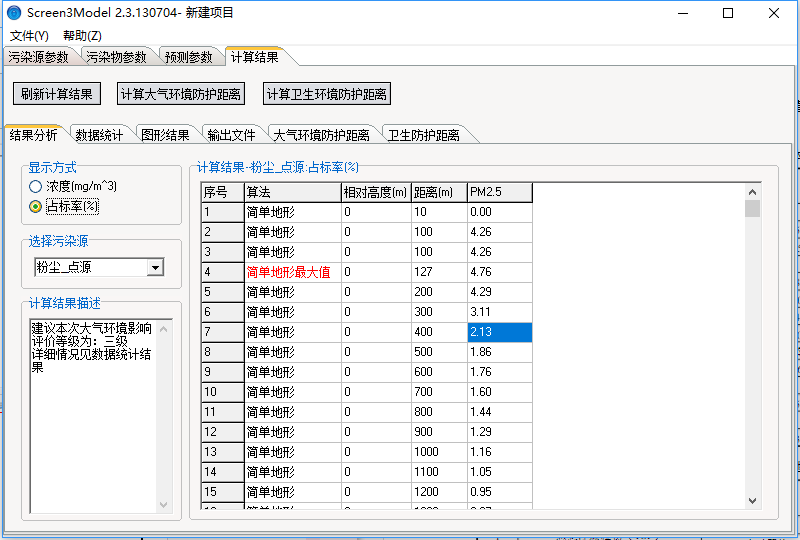 Screen3Model 2.3.130704- 新建项目
文件(Y) 帮助(Z)
污染源参数 污染物参数 预测参数 计算结果
刷新计算结果 计算大气环境防护距离 计算卫生环境防护距离
结果分析 数据统计 图形结果 输出文件 大气环境防护距离 卫生防护距离
显示方式
浓度(mg/m^3)
占标率(%)
选择污染源
粉尘_点源
计算结果描述
建议本次大气环境影响
评价等级为：三级
详细情况见数据统计结
果
计算结果-粉尘_点源:占标率(%)
序号 算法 相对高度(m) 距离(m) PM2.5
1 简单地形 0 10 0.00
2 简单地形 0 100 4.26
3 简单地形 0 100 4.26
4 简单地形最大值 0 127 4.76
5 简单地形 0 200 4.29
6 简单地形 0 300 3.11
7 简单地形 0 400 2.13
8 简单地形 0 500 1.86
9 简单地形 0 600 1.76
10 简单地形 0 700 1.60
11 简单地形 0 800 1.44
12 简单地形 0 900 1.29
13 简单地形 0 1000 1.16
14 简单地形 0 1100 1.05
15 简单地形 0 1200 0.95